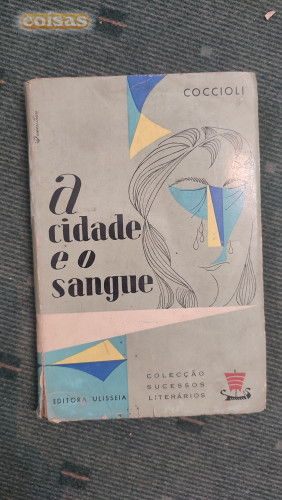 coisas
COCCIOLI
a
cidade
e o
sangue
EDITORA ULISSEIA
COLECÇÃO
SUCESSOS
LITERÁRIOS